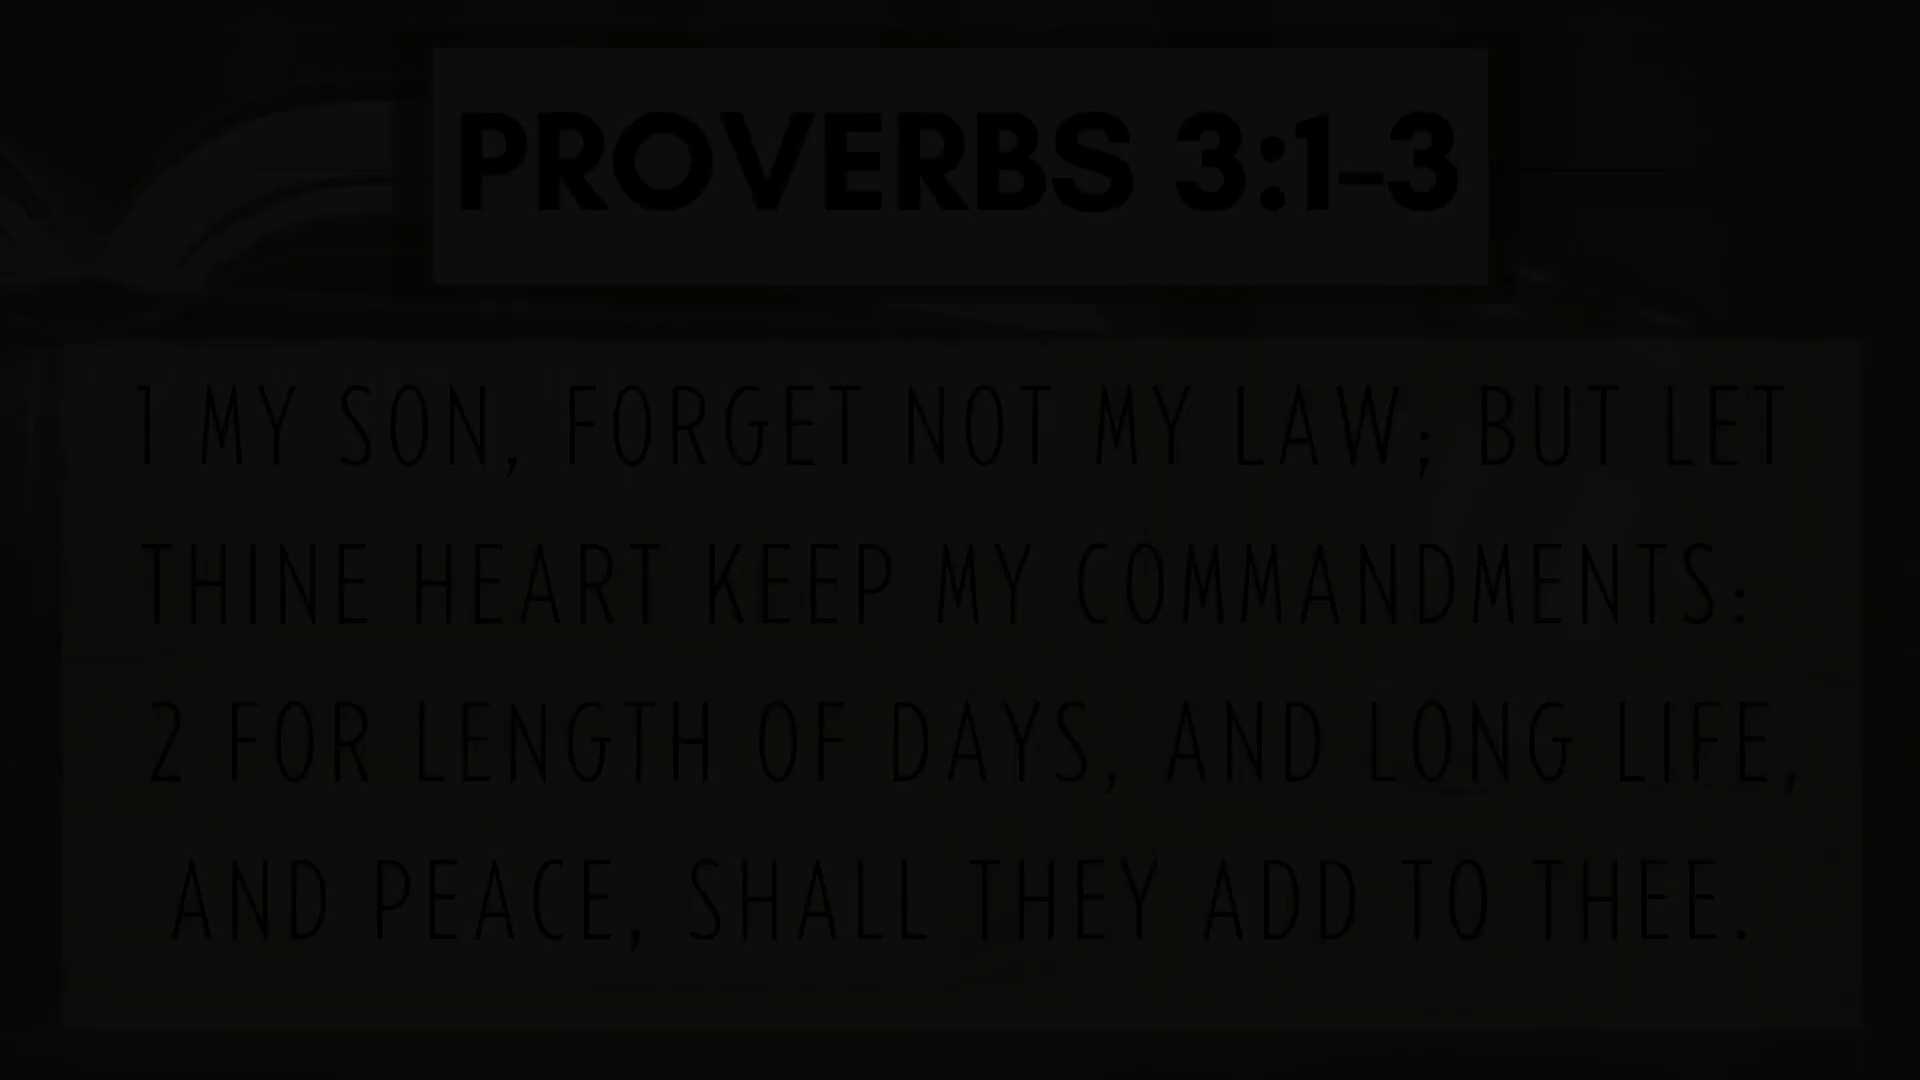 PROVERBS 3:1-3
1 MY SON, FORGET NOT MY LAW; BUT LET
THINE HEART KEEP MY COMMANDMENTS:
2 FOR LENGTH OF DAYS, AND LONG LIFE,
AND PEACE, SHALL THEY ADD TO THEE.